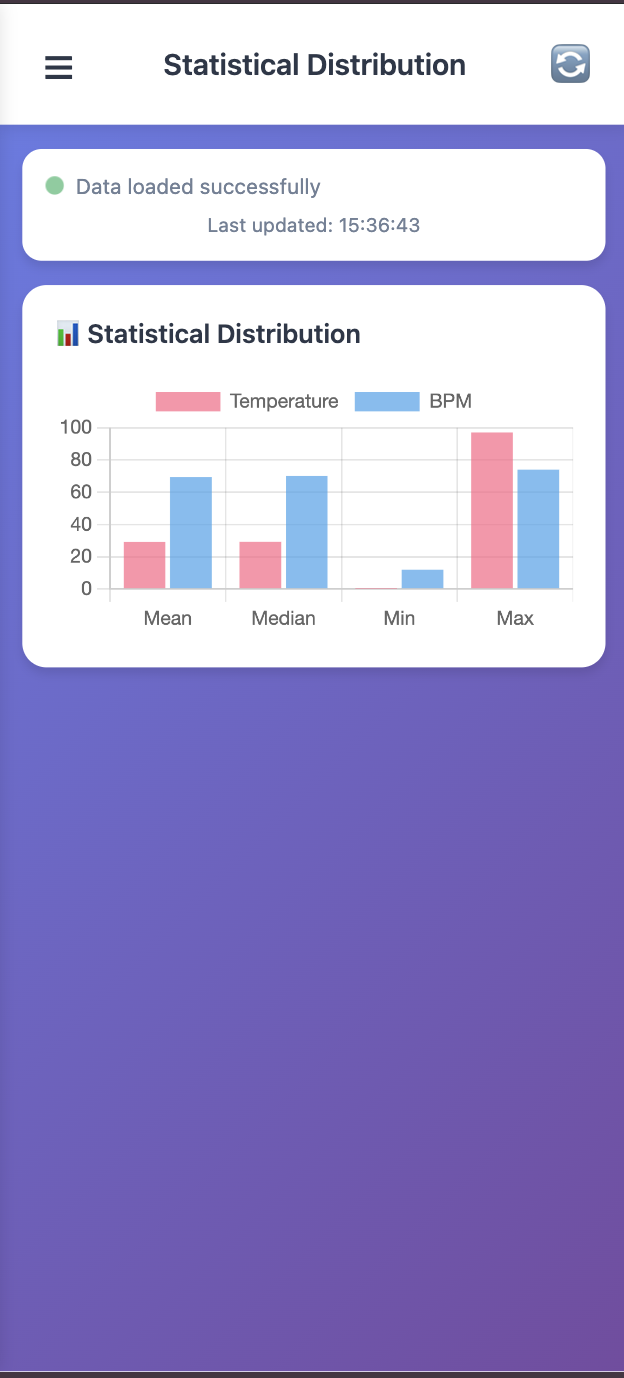 Statistical Distribution
Data loaded successfully
Last updated: 15:36:43
Statistical Distribution
Temperature BPM
100
80
60
40
20
0
Mean Median Min Max